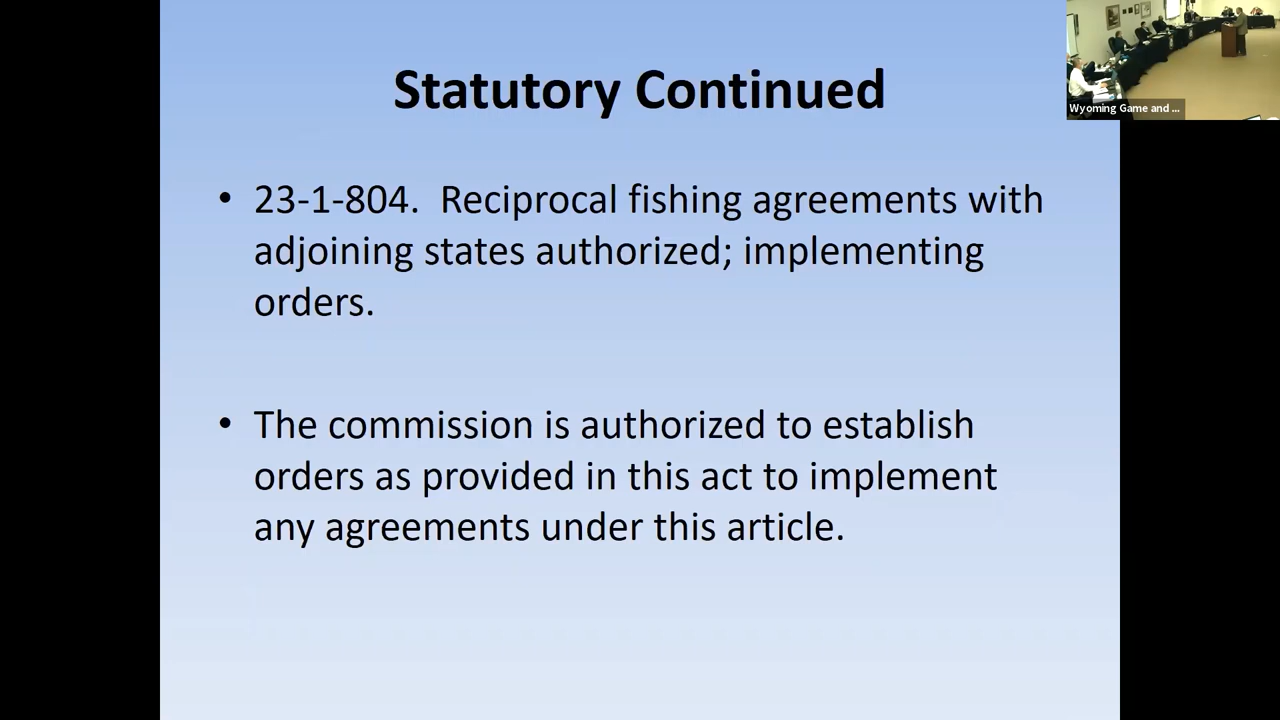 Statutory Continued
• 23-1-804.  Reciprocal fishing agreements with
adjoining states authorized; implementing
orders.
• The commission is authorized to establish
orders as provided in this act to implement
any agreements under this article.
Wyoming Game and ...